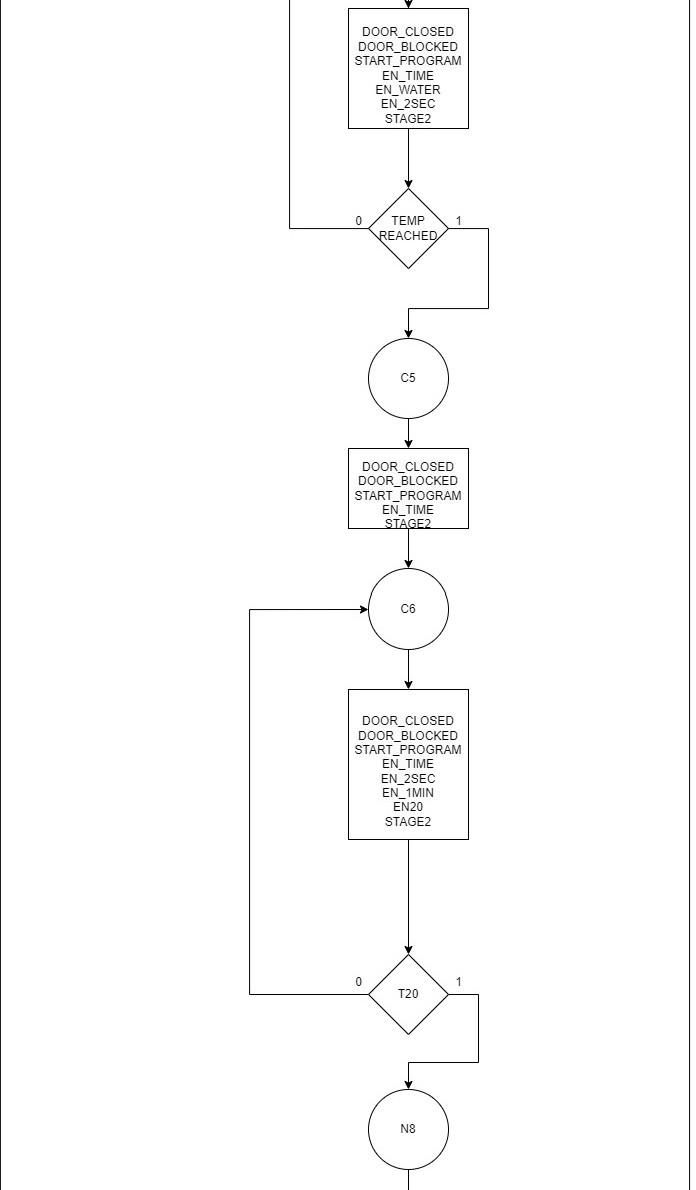 DOOR_CLOSED
DOOR_BLOCKED
START_PROGRAM
EN_TIME
EN_WATER
EN_2SEC
STAGE2
0
TEMP
REACHED
1
C5
DOOR_CLOSED
DOOR_BLOCKED
START_PROGRAM
EN_TIME
STAGE2
C6
DOOR_CLOSED
DOOR_BLOCKED
START_PROGRAM
EN_TIME
EN_2SEC
EN_1MIN
EN20
STAGE2
0
T20
1
N8